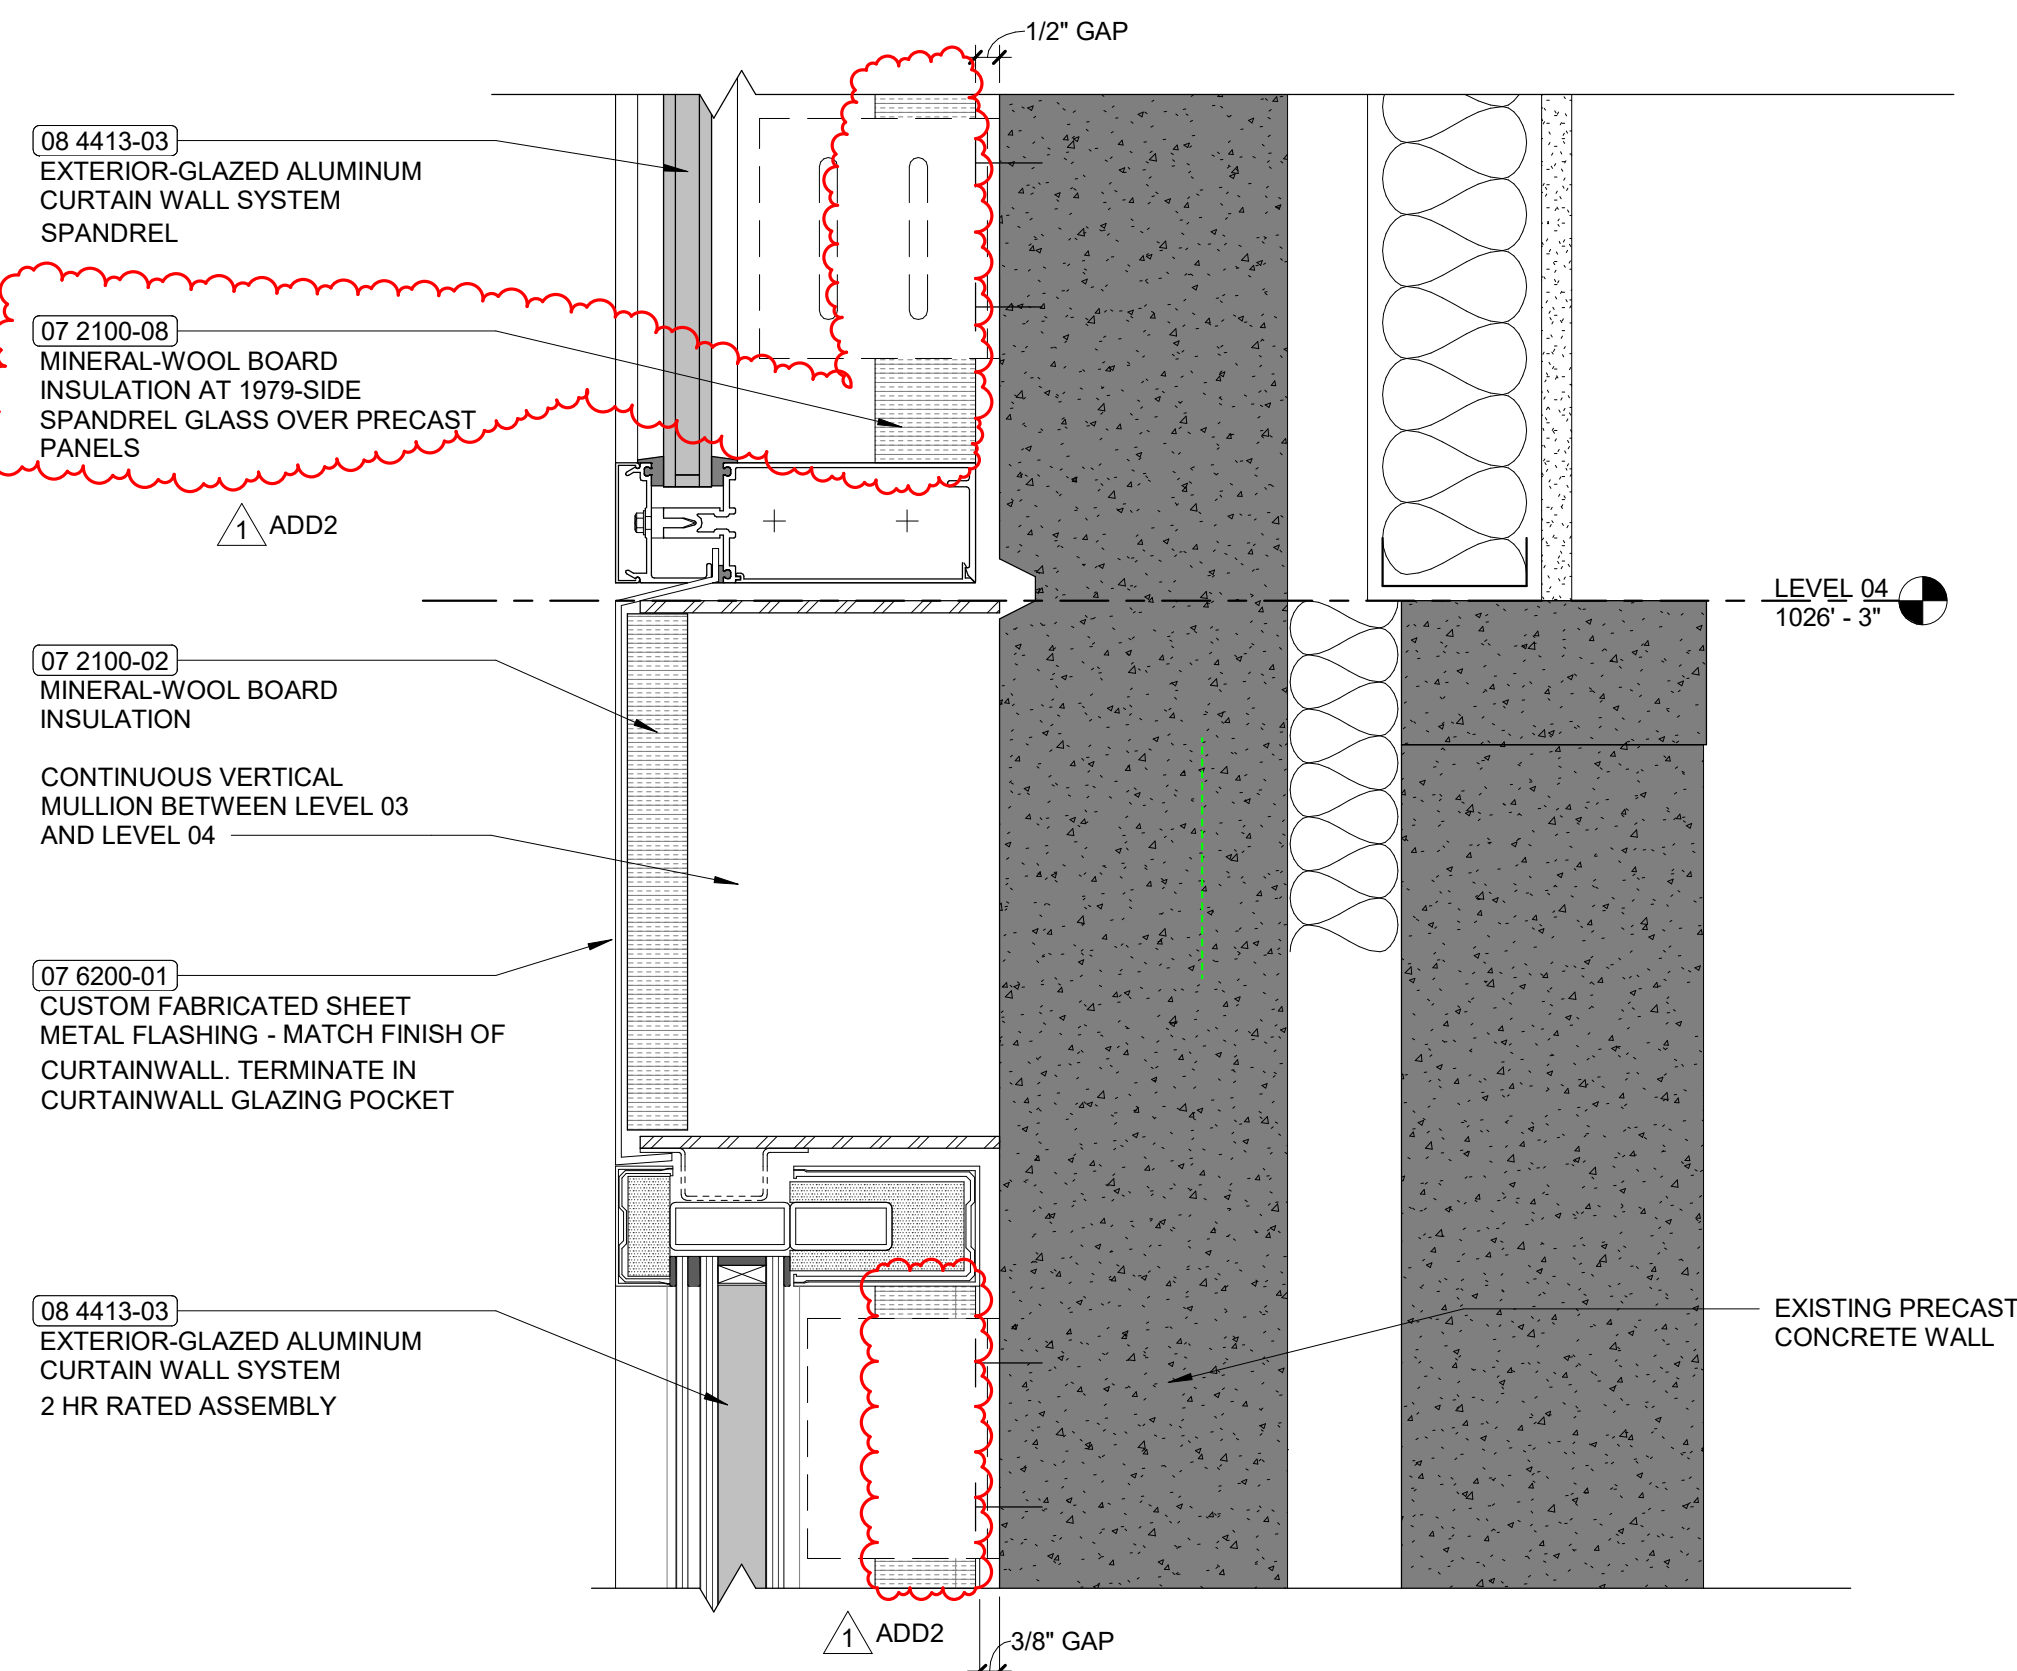 1/2" GAP
08 4413-03
EXTERIOR-GLAZED ALUMINUM
CURTAIN WALL SYSTEM
SPANDREL
07 2100-08
MINERAL-WOOL BOARD
INSULATION AT 1979-SIDE
SPANDREL GLASS OVER PRECAST
PANELS
1 ADD2
LEVEL 04
1026' - 3"
07 2100-02
MINERAL-WOOL BOARD
INSULATION
CONTINUOUS VERTICAL
MULLION BETWEEN LEVEL 03
AND LEVEL 04
07 6200-01
CUSTOM FABRICATED SHEET
METAL FLASHING - MATCH FINISH OF
CURTAINWALL. TERMINATE IN
CURTAINWALL GLAZING POCKET
08 4413-03
EXTERIOR-GLAZED ALUMINUM
CURTAIN WALL SYSTEM
2 HR RATED ASSEMBLY
EXISTING PRECAST
CONCRETE WALL
1 ADD2
3/8" GAP